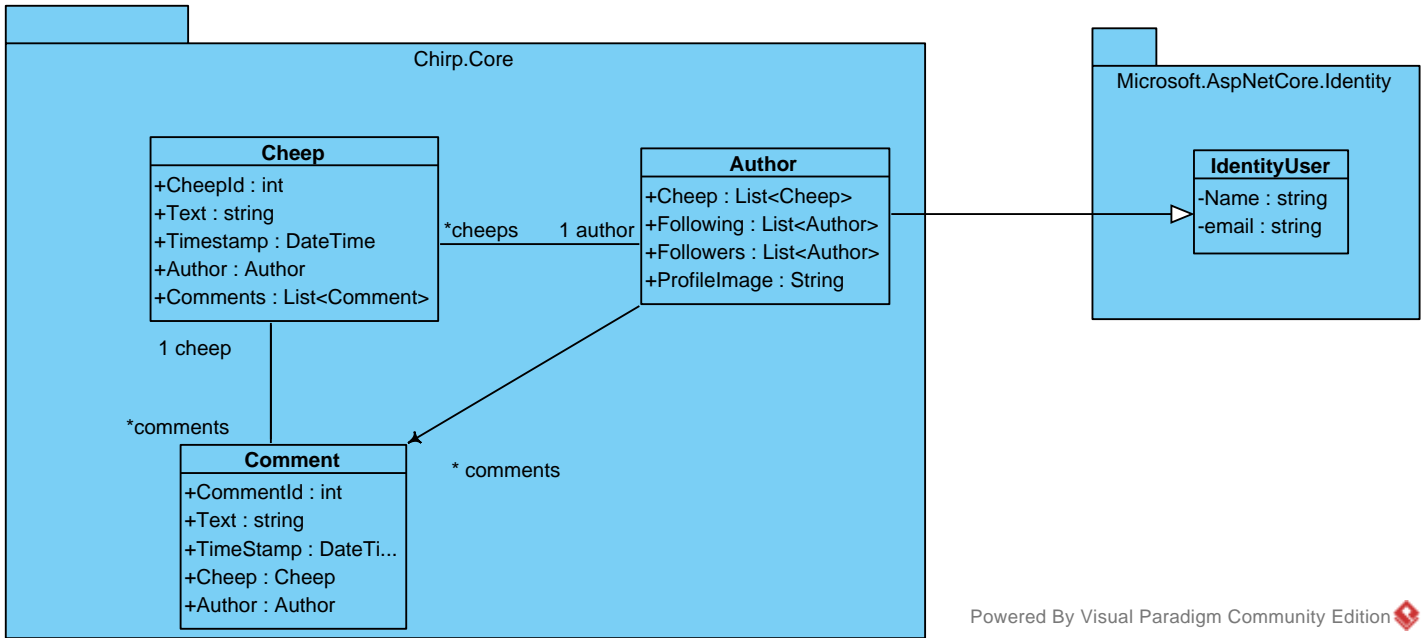 Chirp.Core
Microsoft.AspNetCore.Identity
Cheep
+CheepId : int
+Text : string
+Timestamp : DateTime
+Author : Author
+Comments : List<Comment>
*cheeps
1 author
Author
+Cheep : List<Cheep>
+Following : List<Author>
+Followers : List<Author>
+ProfileImage : String
IdentityUser
-Name : string
-email : string
1 cheep
*comments
* comments
Comment
+CommentId : int
+Text : string
+TimeStamp : DateTi...
+Cheep : Cheep
+Author : Author
Powered By Visual Paradigm Community Edition